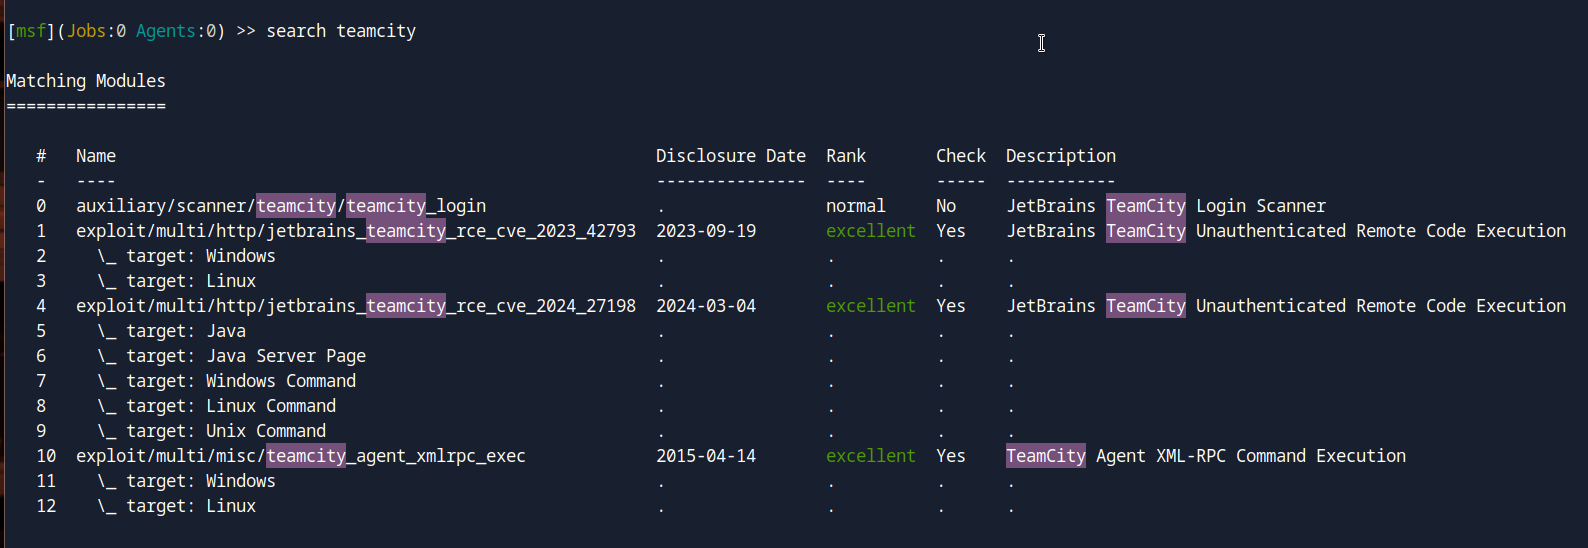 [msf](Jobs:0 Agents:0) >> search teamcity
Matching Modules
================
#   Name   Disclosure Date   Rank   Check   Description
-   ----   ---------------   ----   -----   -----------
0   auxiliary/scanner/teamcity/teamcity_login   .   normal   No   JetBrains TeamCity Login Scanner
1   exploit/multi/http/jetbrains_teamcity_rce_cve_2023_42793   2023-09-19   excellent   Yes   JetBrains TeamCity Unauthenticated Remote Code Execution
2   \_ target: Windows   .   .   .   .
3   \_ target: Linux   .   .   .   .
4   exploit/multi/http/jetbrains_teamcity_rce_cve_2024_27198   2024-03-04   excellent   Yes   JetBrains TeamCity Unauthenticated Remote Code Execution
5   \_ target: Java   .   .   .   .
6   \_ target: Java Server Page   .   .   .   .
7   \_ target: Windows Command   .   .   .   .
8   \_ target: Linux Command   .   .   .   .
9   \_ target: Unix Command   .   .   .   .
10   exploit/multi/misc/teamcity_agent_xmlrpc_exec   2015-04-14   excellent   Yes   TeamCity Agent XML-RPC Command Execution
11   \_ target: Windows   .   .   .   .
12   \_ target: Linux   .   .   .   .